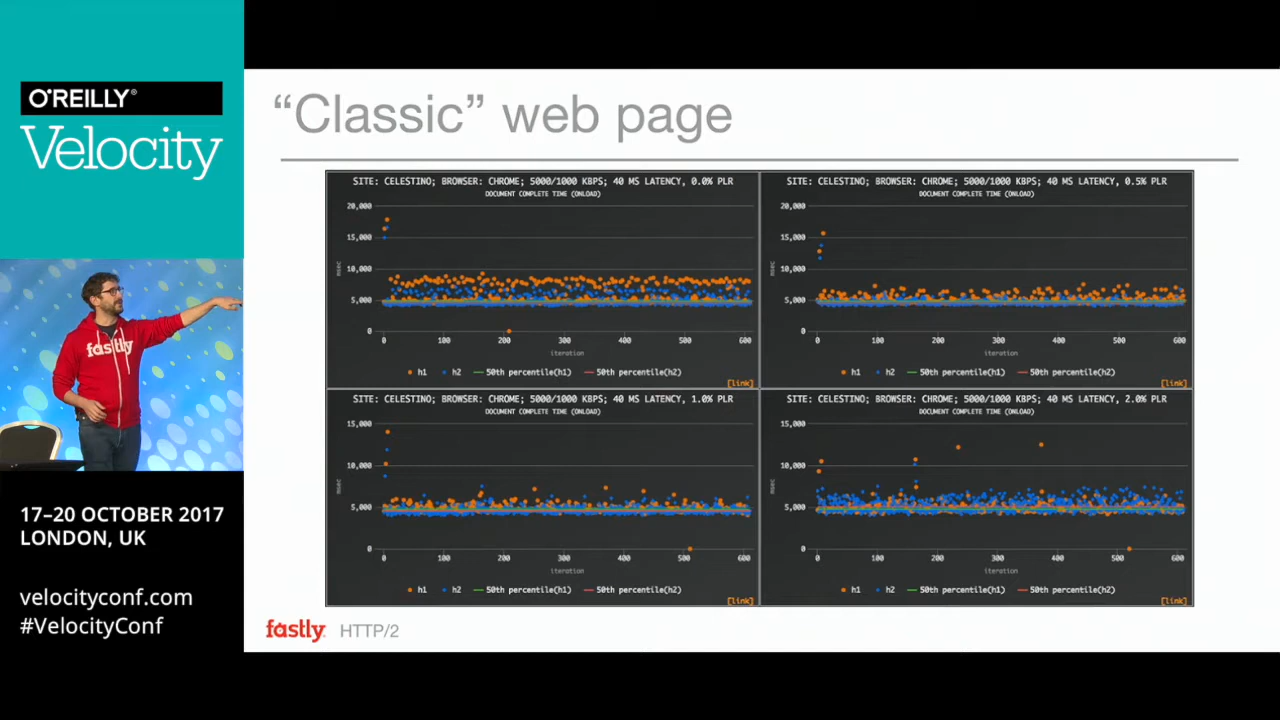 O'REILLY®
Velocity
fastly
17–20 OCTOBER 2017
LONDON, UK
velocityconf.com
#VelocityConf
“Classic” web page
SITE: CELESTINO; BROWSER: CHROME; 5000/1000 KBPS; 40 MS LATENCY, 0.0% PLR
DOCUMENT COMPLETE TIME (ONLOAD)
20,000
15,000
10,000
5,000
0
msec
0 100 200 300 400 500 600
iteration
h1 h2 50th percentile(h1) 50th percentile(h2)
[link]
SITE: CELESTINO; BROWSER: CHROME; 5000/1000 KBPS; 40 MS LATENCY, 0.5% PLR
DOCUMENT COMPLETE TIME (ONLOAD)
20,000
15,000
10,000
5,000
0
msec
0 100 200 300 400 500 600
iteration
h1 h2 50th percentile(h1) 50th percentile(h2)
[link]
SITE: CELESTINO; BROWSER: CHROME; 5000/1000 KBPS; 40 MS LATENCY, 1.0% PLR
DOCUMENT COMPLETE TIME (ONLOAD)
15,000
10,000
5,000
0
msec
0 100 200 300 400 500 600
iteration
h1 h2 50th percentile(h1) 50th percentile(h2)
[link]
SITE: CELESTINO; BROWSER: CHROME; 5000/1000 KBPS; 40 MS LATENCY, 2.0% PLR
DOCUMENT COMPLETE TIME (ONLOAD)
15,000
10,000
5,000
0
msec
0 100 200 300 400 500 600
iteration
h1 h2 50th percentile(h1) 50th percentile(h2)
[link]
fastly HTTP/2